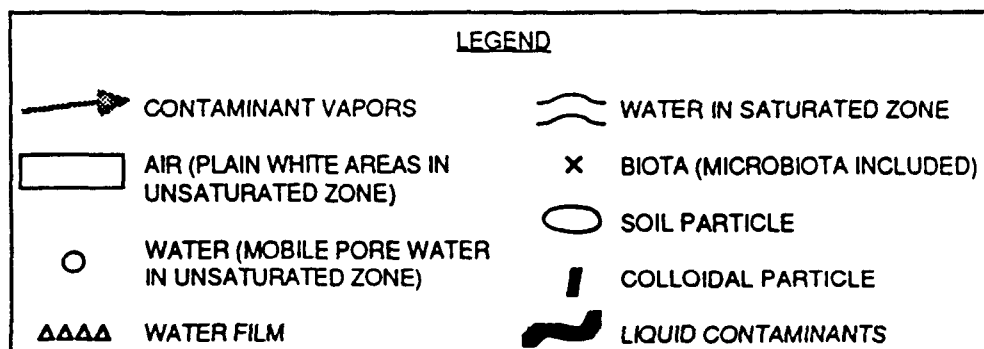 LEGEND
CONTAMINANT VAPORS
AIR (PLAIN WHITE AREAS IN
UNSATURATED ZONE)
WATER (MOBILE PORE WATER
IN UNSATURATED ZONE)
WATER FILM
WATER IN SATURATED ZONE
BIOTA (MICROBIOTA INCLUDED)
SOIL PARTICLE
COLLOIDAL PARTICLE
LIQUID CONTAMINANTS